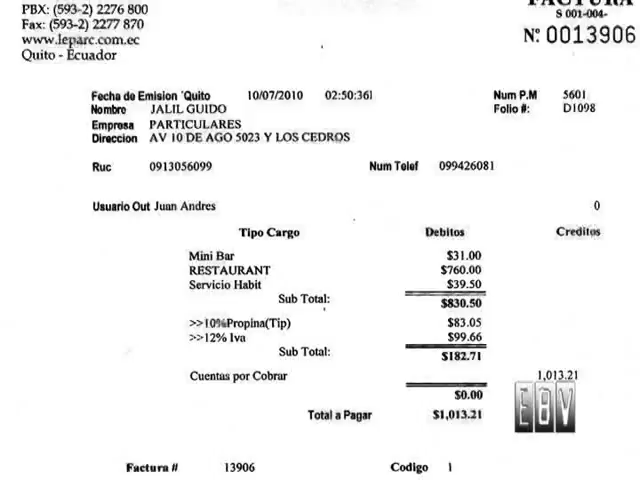 PBX: (593-2) 2276 800
FACTURA
Fax: (593-2) 2277 870
S 001-004-
www.leparc.com.ec
Nº 0013906
Quito - Ecuador
Fecha de Emision 'Quito 10/07/2010 02:50:36l Num P.M 5601
Nombre JALIL GUIDO Folio #: D1098
Empresa PARTICULARES
Direccion AV 10 DE AGO 5023 Y LOS CEDROS
Ruc 0913056099 Num Telef 099426081
Usuario Out Juan Andres 0
Tipo Cargo Debitos Creditos
Mini Bar $31.00
RESTAURANT $760.00
Servicio Habit $39.50
Sub Total: $830.50
>>10%Propina(Tip) $83.05
>>12% Iva $99.66
Sub Total: $182.71
Cuentas por Cobrar 1,013.21
$0.00
Total a Pagar $1,013.21
Factura # 13906 Codigo 1